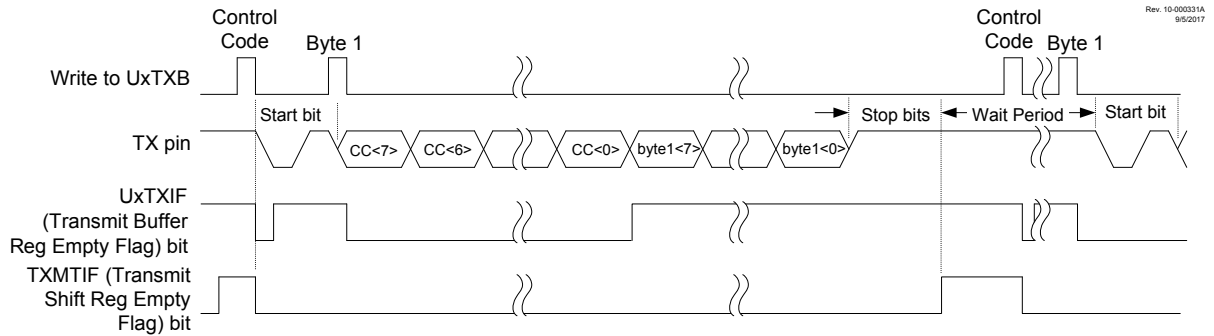 Rev. 10-000331A
9/5/2017
Control
Code
Byte 1
Control
Code
Byte 1
Write to UxTXB
Start bit
Stop bits
Wait Period
Start bit
TX pin
CC<7>
CC<6>
CC<0>
byte1<7>
byte1<0>
UxTXIF
(Transmit Buffer
Reg Empty Flag) bit
TXMTIF (Transmit
Shift Reg Empty
Flag) bit